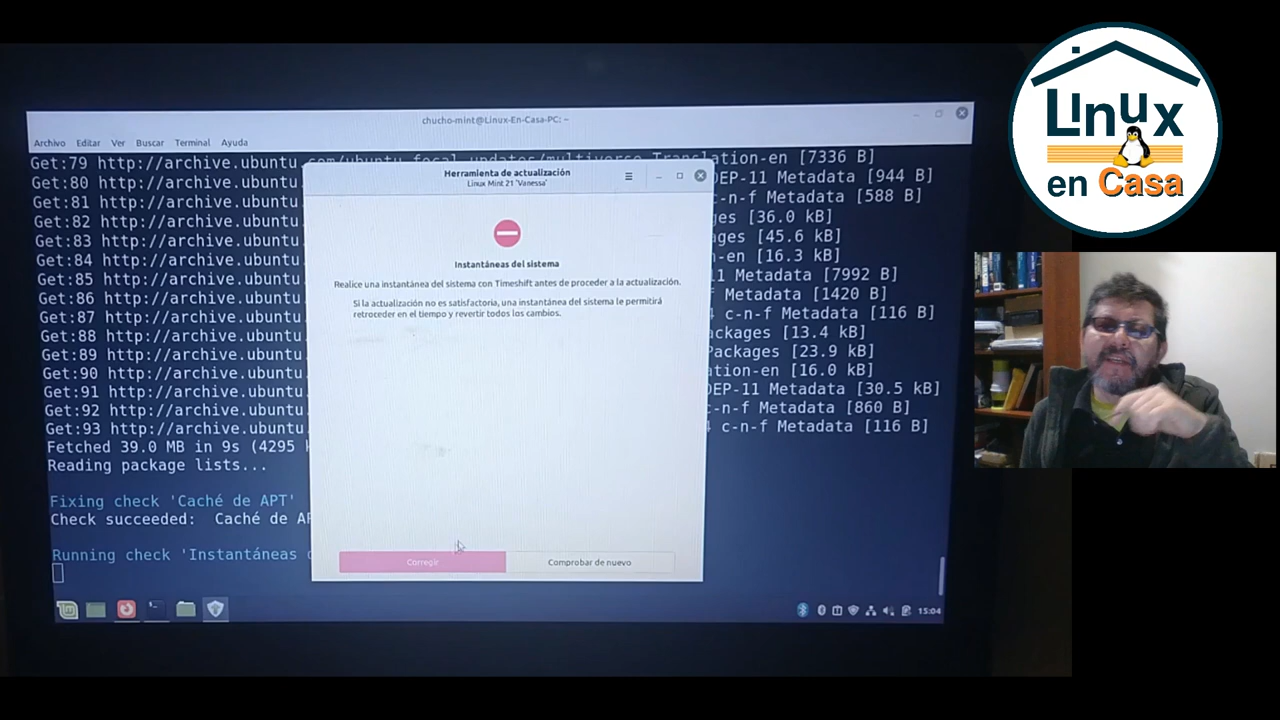 Linux
en Casa
chucho-mint@Linux-En-Casa-PC: ~
Archivo Editar Ver Buscar Terminal Ayuda
Get:79 http://archive.ubuntu.com/ubuntu focal-updates/multiverse Translation-en [7336 B]
Get:80 http://archive.ubuntu. DEP-11 Metadata [944 B]
Get:81 http://archive.ubuntu. c-n-f Metadata [588 B]
Get:82 http://archive.ubuntu. ges [36.0 kB]
Get:83 http://archive.ubuntu. ages [45.6 kB]
Get:84 http://archive.ubuntu. n-en [16.3 kB]
Get:85 http://archive.ubuntu. 11 Metadata [7992 B]
Get:86 http://archive.ubuntu. f Metadata [1420 B]
Get:87 http://archive.ubuntu. 4 c-n-f Metadata [116 B]
Get:88 http://archive.ubuntu. ackages [13.4 kB]
Get:89 http://archive.ubuntu. Packages [23.9 kB]
Get:90 http://archive.ubuntu. ation-en [16.0 kB]
Get:91 http://archive.ubuntu. DEP-11 Metadata [30.5 kB]
Get:92 http://archive.ubuntu. c-n-f Metadata [860 B]
Get:93 http://archive.ubuntu. 4 c-n-f Metadata [116 B]
Fetched 39.0 MB in 9s (4295
Reading package lists...
Fixing check 'Caché de APT'
Check succeeded: Caché de AP
Running check 'Instantáneas
Herramienta de actualización
Linux Mint 21 "Vanessa"
Instantáneas del sistema
Realice una instantánea del sistema con Timeshift antes de proceder a la actualización.
Si la actualización no es satisfactoria, una instantánea del sistema le permitirá
retroceder en el tiempo y revertir todos los cambios.
Corregir Comprobar de nuevo
15:04